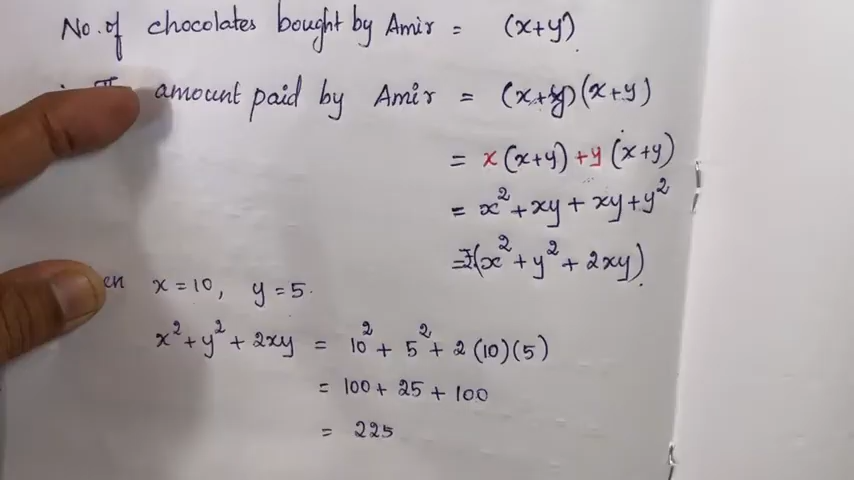 No. of chocolates bought by Amir = (x+y)
amount paid by Amir = (x+y)(x+y)
= x(x+y) +y(x+y)
= x² + xy + xy + y²
= ₹(x² + y² + 2xy)
x = 10, y = 5.
x² + y² + 2xy = 10² + 5² + 2(10)(5)
= 100 + 25 + 100
= 225